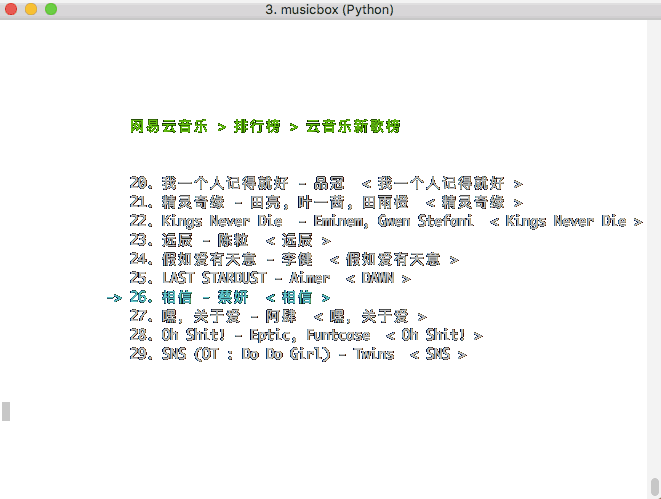 3. musicbox (Python)
网易云音乐 > 排行榜 > 云音乐新歌榜
20. 我一个人记得就好 - 品冠 < 我一个人记得就好 >
21. 精灵奇缘 - 田亮, 叶一茜, 田雨橙 < 精灵奇缘 >
22. Kings Never Die - Eminem, Gwen Stefani < Kings Never Die >
23. 远辰 - 陈粒 < 远辰 >
24. 假如爱有天意 - 李健 < 假如爱有天意 >
25. LAST STARDUST - Aimer < DAWN >
-> 26. 相信 - 蔡妍 < 相信 >
27. 嘿, 关于爱 - 阿肆 < 嘿, 关于爱 >
28. Oh Shit! - Eptic, Funtcase < Oh Shit! >
29. SNS (OT : Do Do Girl) - Twins < SNS >